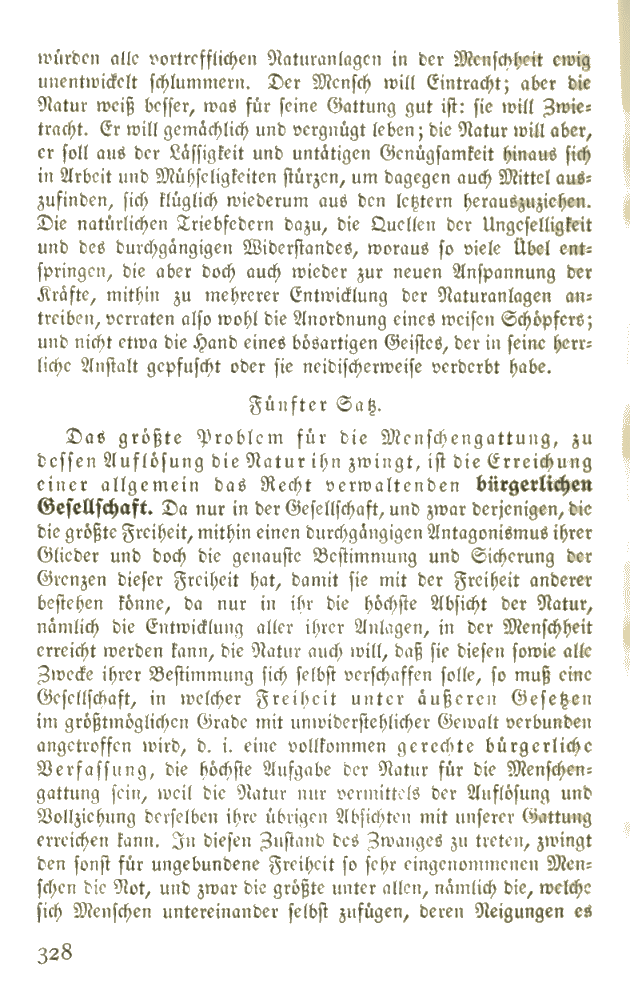 würden alle vortrefflichen Naturanlagen in der Menschheit ewig
unentwickelt schlummern. Der Mensch will Eintracht; aber die
Natur weiß besser, was für seine Gattung gut ist: sie will Zwie-
tracht. Er will gemächlich und vergnügt leben; die Natur will aber,
er soll aus der Lässigkeit und untätigen Genügsamkeit hinaus sich
in Arbeit und Mühseligkeiten stürzen, um dagegen auch Mittel aus-
zufinden, sich klüglich wiederum aus den letztern herauszuziehen.
Die natürlichen Triebfedern dazu, die Quellen der Ungeselligkeit
und des durchgängigen Widerstandes, woraus so viele Übel ent-
springen, die aber doch auch wieder zur neuen Anspannung der
Kräfte, mithin zu mehrerer Entwicklung der Naturanlagen an-
treiben, verraten also wohl die Anordnung eines weisen Schöpfers;
und nicht etwa die Hand eines bösartigen Geistes, der in seine herr-
liche Anstalt gepfuscht oder sie neidischerweise verderbt habe.
Fünfter Satz.
Das größte Problem für die Menschengattung, zu
dessen Auflösung die Natur ihn zwingt, ist die Erreichung
einer allgemein das Recht verwaltenden bürgerlichen
Gesellschaft. Da nur in der Gesellschaft, und zwar derjenigen, die
die größte Freiheit, mithin einen durchgängigen Antagonismus ihrer
Glieder und doch die genauste Bestimmung und Sicherung der
Grenzen dieser Freiheit hat, damit sie mit der Freiheit anderer
bestehen könne, da nur in ihr die höchste Absicht der Natur,
nämlich die Entwicklung aller ihrer Anlagen, in der Menschheit
erreicht werden kann, die Natur auch will, daß sie diesen sowie alle
Zwecke ihrer Bestimmung sich selbst verschaffen solle, so muß eine
Gesellschaft, in welcher Freiheit unter äußeren Gesetzen
im größtmöglichen Grade mit unwiderstehlicher Gewalt verbunden
angetroffen wird, d. i. eine vollkommen gerechte bürgerliche
Verfassung, die höchste Aufgabe der Natur für die Menschen-
gattung sein, weil die Natur nur vermittels der Auflösung und
Vollziehung derselben ihre übrigen Absichten mit unserer Gattung
erreichen kann. In diesen Zustand des Zwanges zu treten, zwingt
den sonst für ungebundene Freiheit so sehr eingenommenen Men-
schen die Not, und zwar die größte unter allen, nämlich die, welche
sich Menschen untereinander selbst zufügen, deren Neigungen es
328